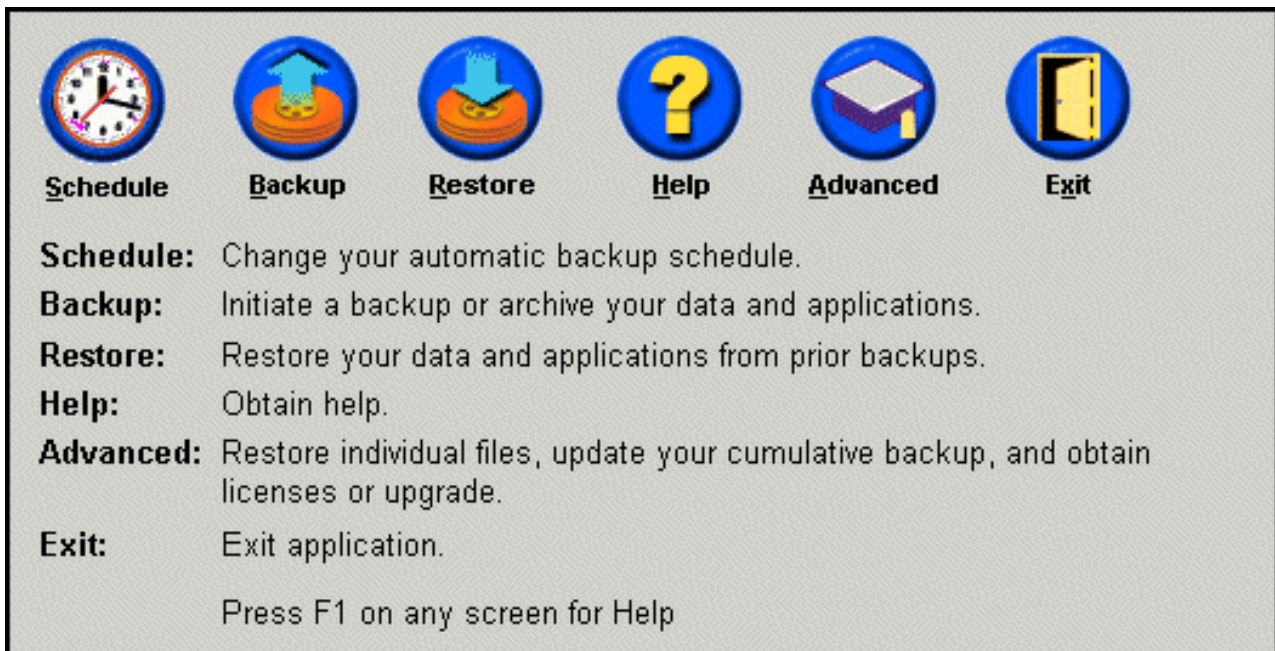 Schedule Backup Restore Help Advanced Exit
Schedule: Change your automatic backup schedule.
Backup: Initiate a backup or archive your data and applications.
Restore: Restore your data and applications from prior backups.
Help: Obtain help.
Advanced: Restore individual files, update your cumulative backup, and obtain
licenses or upgrade.
Exit: Exit application.
Press F1 on any screen for Help